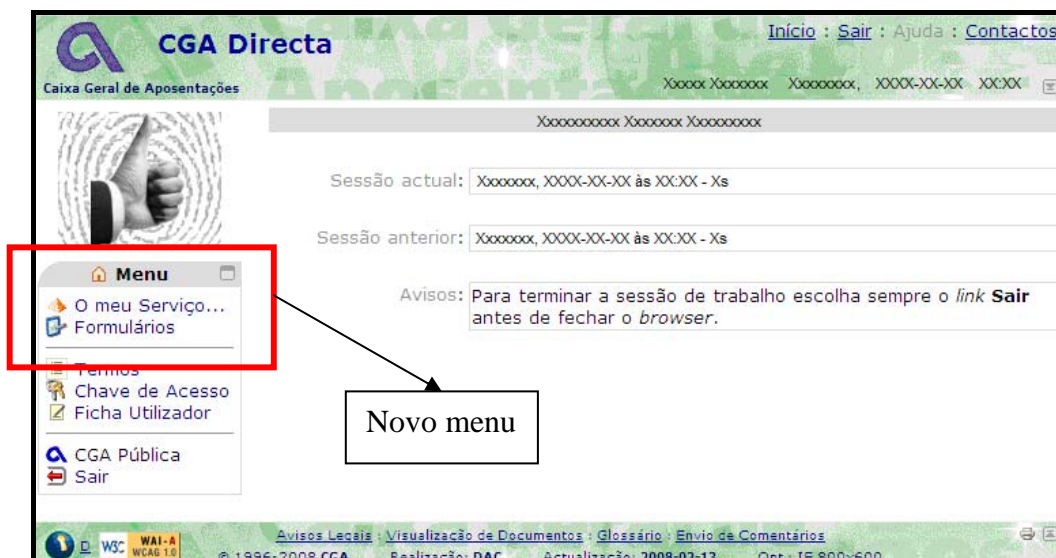 CGA Directa
Início : Sair : Ajuda : Contactos
Caixa Geral de Aposentações
Xxxxx Xxxxxxx Xxxxxxxx, XXXX-XX-XX XX:XX
Xxxxxxxxxx Xxxxxxx Xxxxxxxxx
Sessão actual: Xxxxxxx, XXXX-XX-XX às XX:XX - Xs
Sessão anterior: Xxxxxxx, XXXX-XX-XX às XX:XX - Xs
Avisos: Para terminar a sessão de trabalho escolha sempre o link Sair
antes de fechar o browser.
Menu
O meu Serviço...
Formulários
Termos
Chave de Acesso
Ficha Utilizador
CGA Pública
Sair
Novo menu
D W3C WAI-A
WCAG 1.0
Avisos Legais : Visualização de Documentos : Glossário : Envio de Comentários
© 1996-2008 CGA Realização: DAC Actualização: 2008-02-12 Opt.: IE 800x600